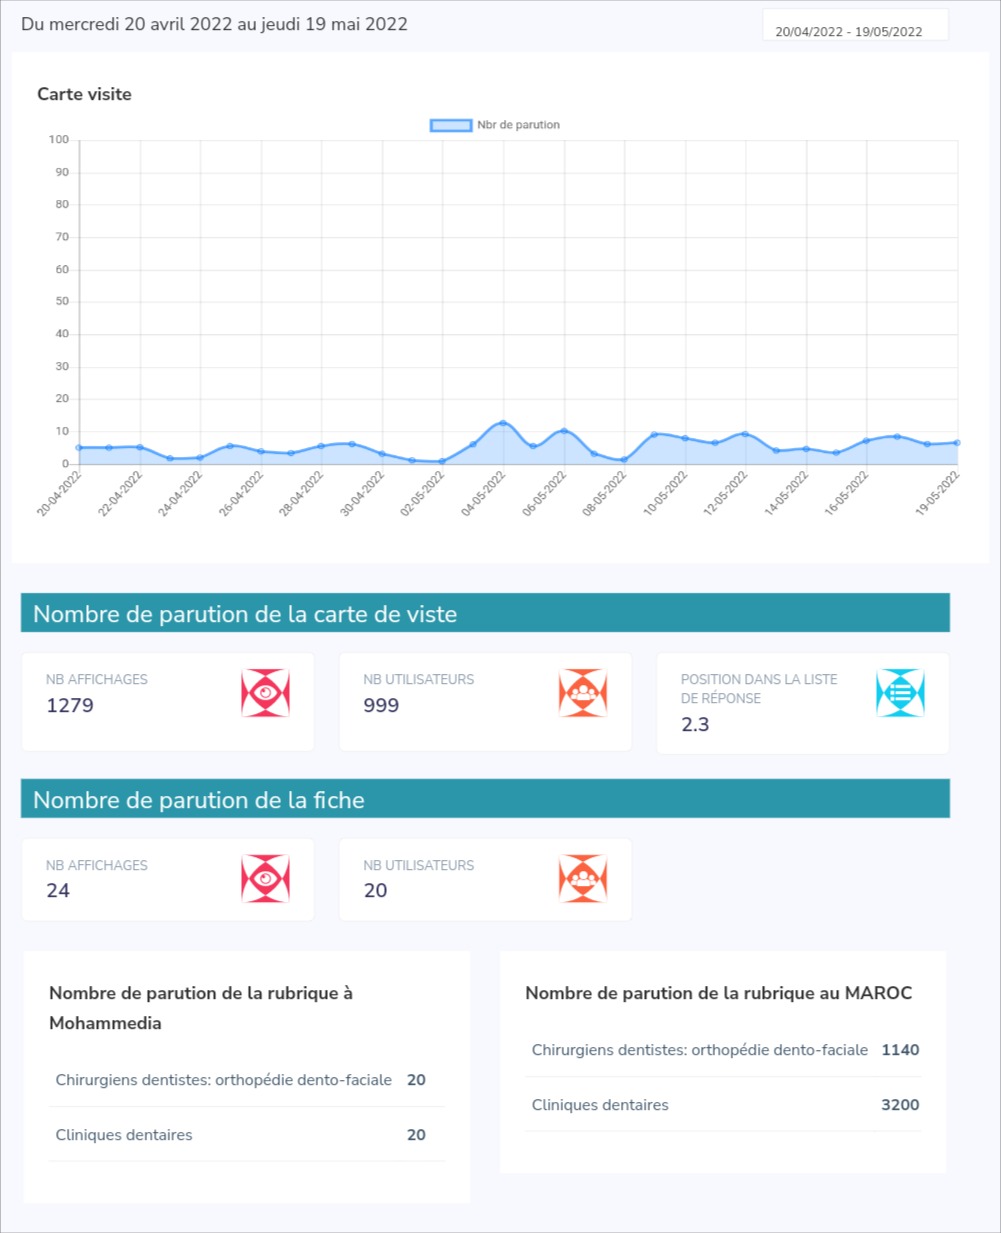 Du mercredi 20 avril 2022 au jeudi 19 mai 2022
20/04/2022 - 19/05/2022
Carte visite
Nbr de parution
100
90
80
70
60
50
40
30
20
10
0
20-04-2022
22-04-2022
24-04-2022
26-04-2022
28-04-2022
30-04-2022
02-05-2022
04-05-2022
06-05-2022
08-05-2022
10-05-2022
12-05-2022
14-05-2022
16-05-2022
19-05-2022
Nombre de parution de la carte de viste
NB AFFICHAGES
1279
NB UTILISATEURS
999
POSITION DANS LA LISTE
DE RÉPONSE
2.3
Nombre de parution de la fiche
NB AFFICHAGES
24
NB UTILISATEURS
20
Nombre de parution de la rubrique à
Mohammedia
Chirurgiens dentistes: orthopédie dento-faciale 20
Cliniques dentaires 20
Nombre de parution de la rubrique au MAROC
Chirurgiens dentistes: orthopédie dento-faciale 1140
Cliniques dentaires 3200